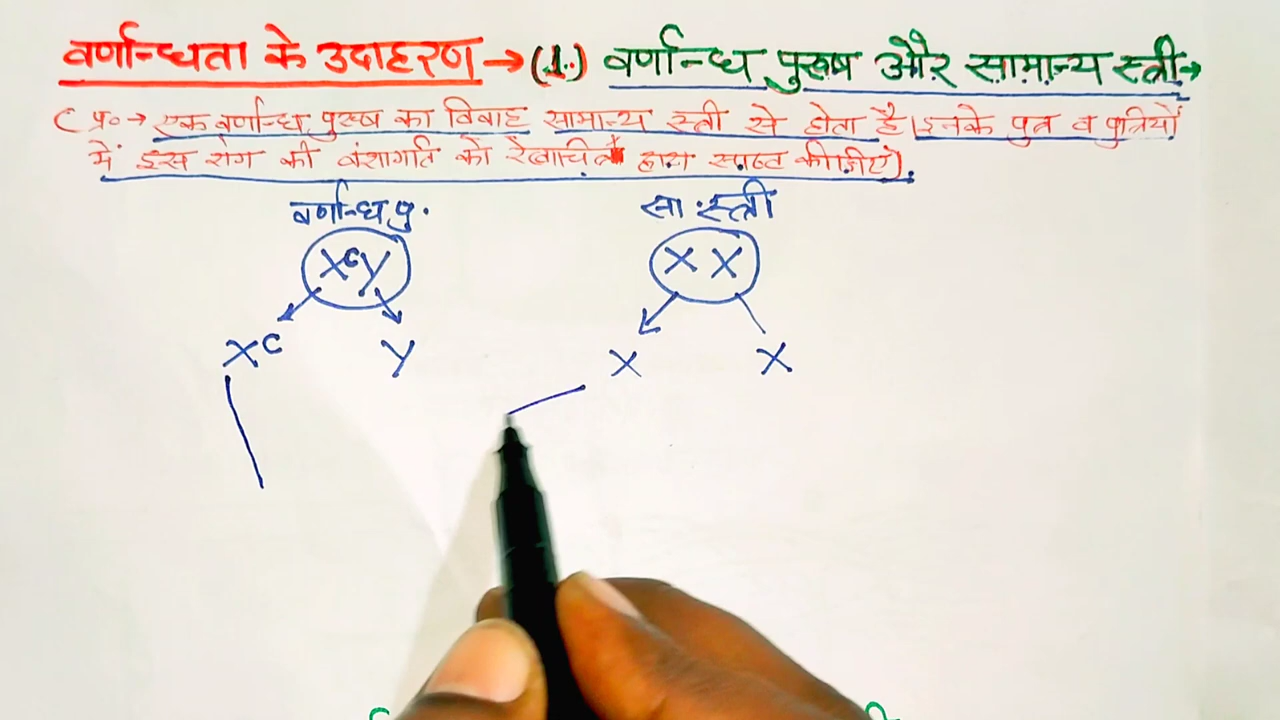 वर्णान्धता के उदाहरण → (1.) वर्णान्ध पुरुष और सामान्य स्त्री→
( प्र० → एक वर्णान्ध पुरुष का विवाह सामान्य स्त्री से होता है। इनके पुत्र व पुत्रियों
में इस रोग की वंशागति को रेखाचित्र द्वारा स्पष्ट कीजिए).
वर्णान्ध पु. सा. स्त्री
XᶜY XX
Xᶜ Y X X